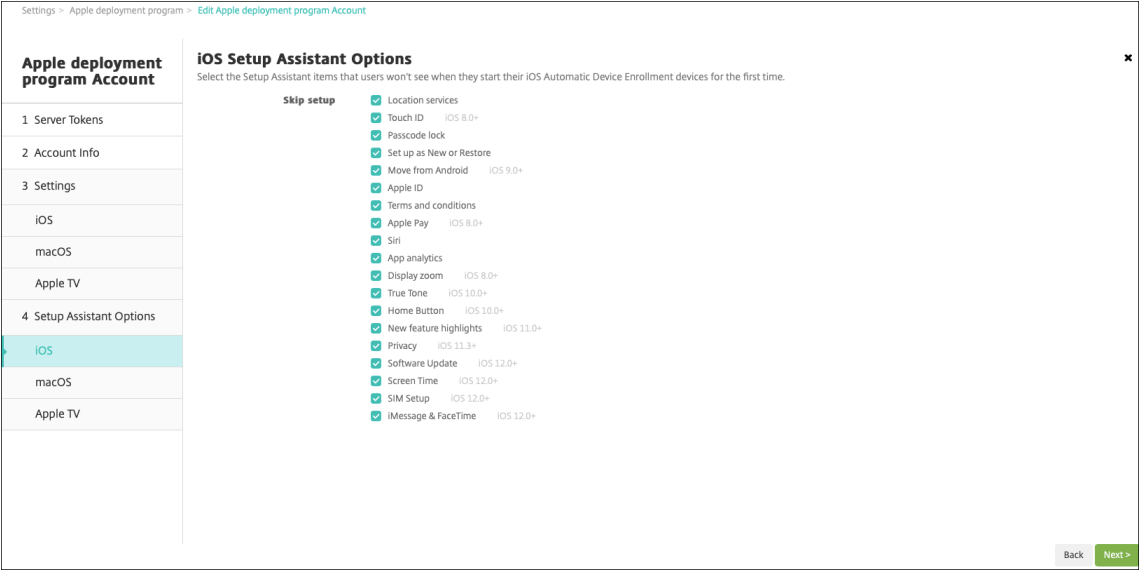 Settings > Apple deployment program > Edit Apple deployment program Account
Apple deployment
program Account
1 Server Tokens
2 Account Info
3 Settings
iOS
macOS
Apple TV
4 Setup Assistant Options
iOS
macOS
Apple TV
iOS Setup Assistant Options
Select the Setup Assistant items that users won't see when they start their iOS Automatic Device Enrollment devices for the first time.
Skip setup
Location services
Touch ID iOS 8.0+
Passcode lock
Set up as New or Restore
Move from Android iOS 9.0+
Apple ID
Terms and conditions
Apple Pay iOS 8.0+
Siri
App analytics
Display zoom iOS 8.0+
True Tone iOS 10.0+
Home Button iOS 10.0+
New feature highlights iOS 11.0+
Privacy iOS 11.3+
Software Update iOS 12.0+
Screen Time iOS 12.0+
SIM Setup iOS 12.0+
iMessage & FaceTime iOS 12.0+
Back
Next >